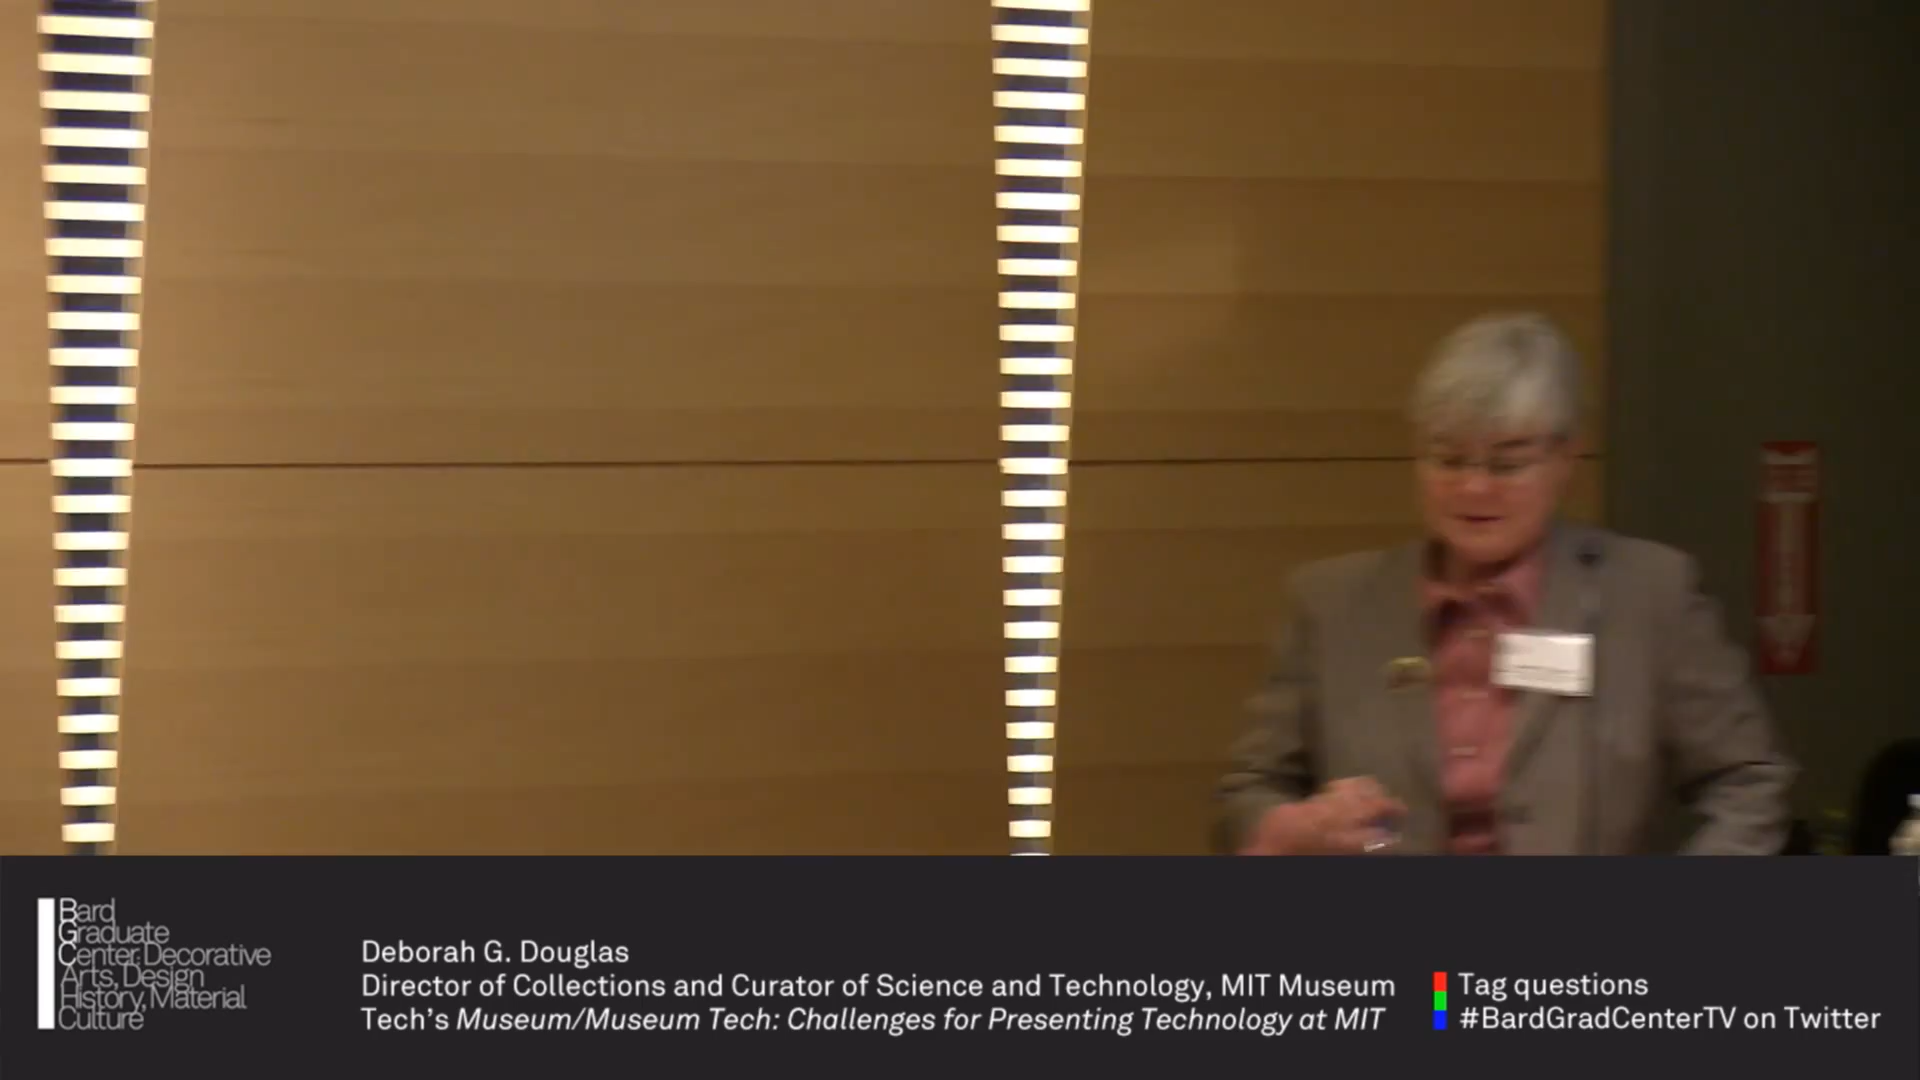 Bard
Graduate
Center: Decorative
Arts, Design
History, Material
Culture
Deborah G. Douglas
Director of Collections and Curator of Science and Technology, MIT Museum
Tech's Museum/Museum Tech: Challenges for Presenting Technology at MIT
Tag questions
#BardGradCenterTV on Twitter